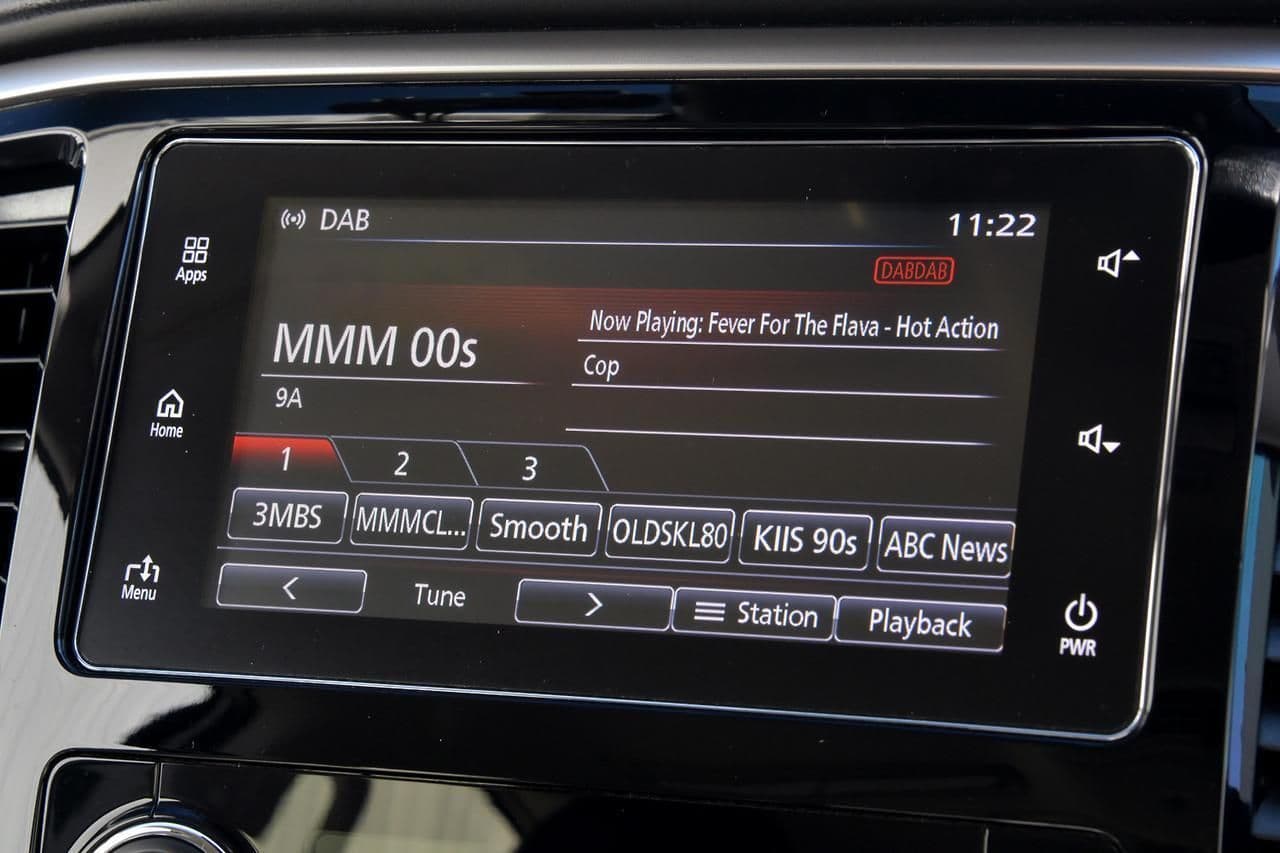 DAB
11:22
Apps
DABDAB
MMM 00s
Now Playing: Fever For The Flava - Hot Action
Cop
9A
Home
1 2 3
3MBS MMMCL... Smooth OLDSKL80 KIIS 90s ABC News
Menu
< Tune > Station Playback
PWR